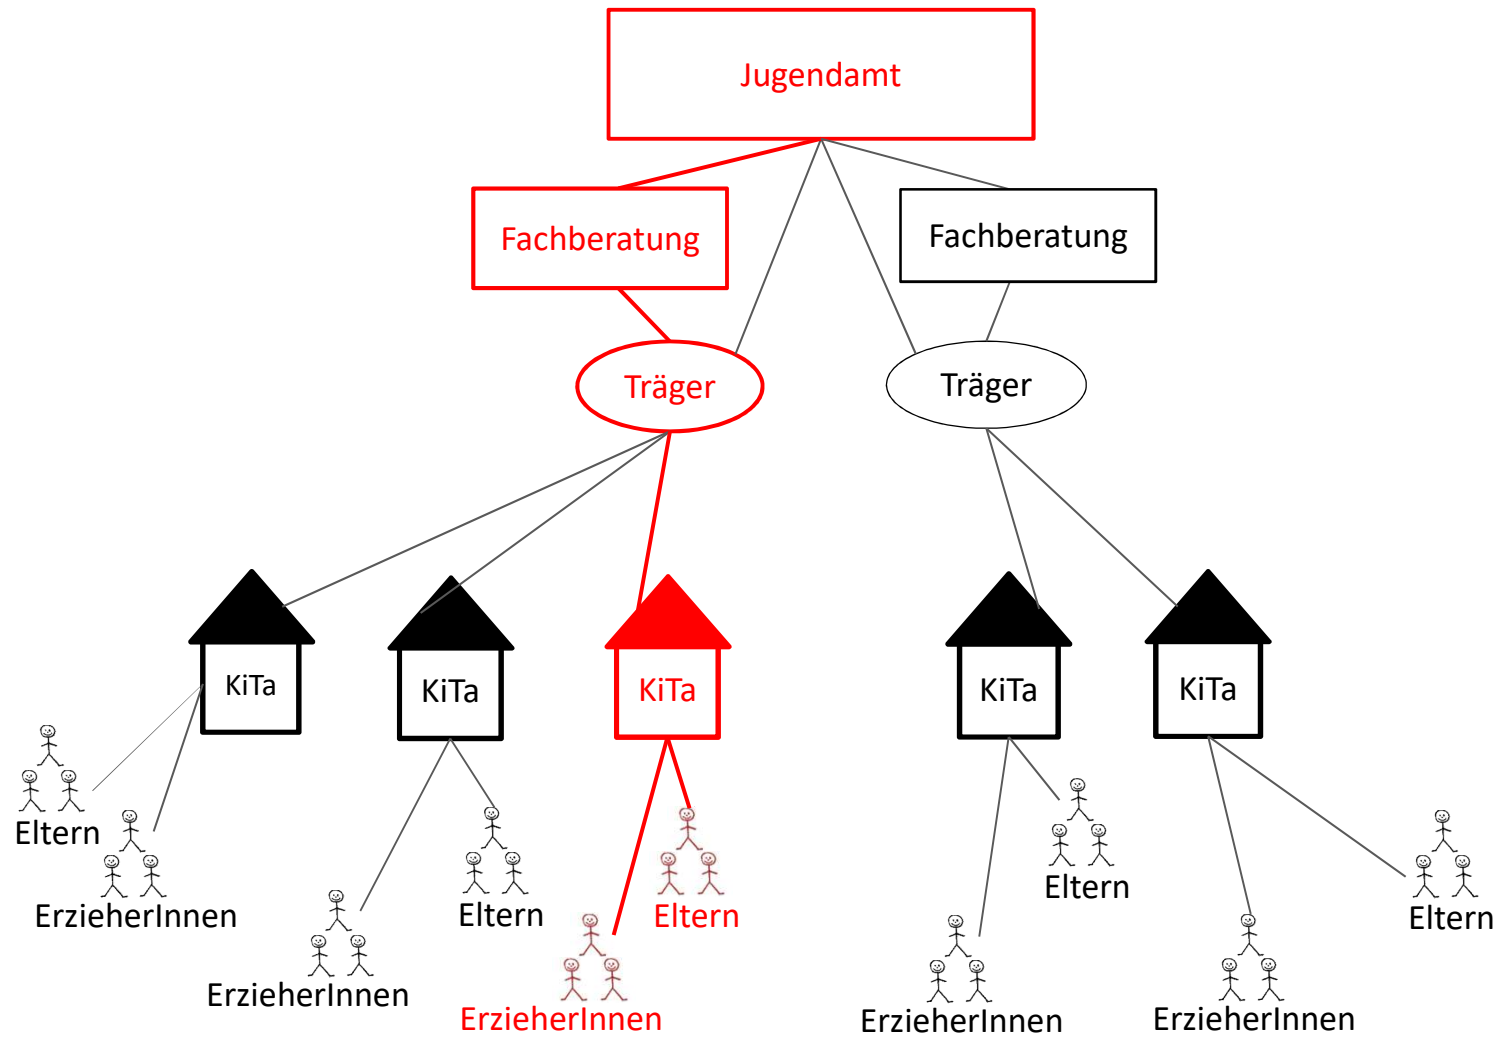 Jugendamt
Fachberatung
Fachberatung
Träger
Träger
KiTa
KiTa
KiTa
KiTa
KiTa
Eltern
ErzieherInnen
ErzieherInnen
Eltern
ErzieherInnen
Eltern
ErzieherInnen
Eltern
ErzieherInnen
Eltern